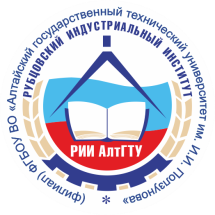 (филиал) ФГБОУ ВО «Алтайский государственный технический университет им. И.И. Ползунова»
РУБЦОВСКИЙ ИНДУСТРИАЛЬНЫЙ ИНСТИТУТ
РИИ АлтГТУ